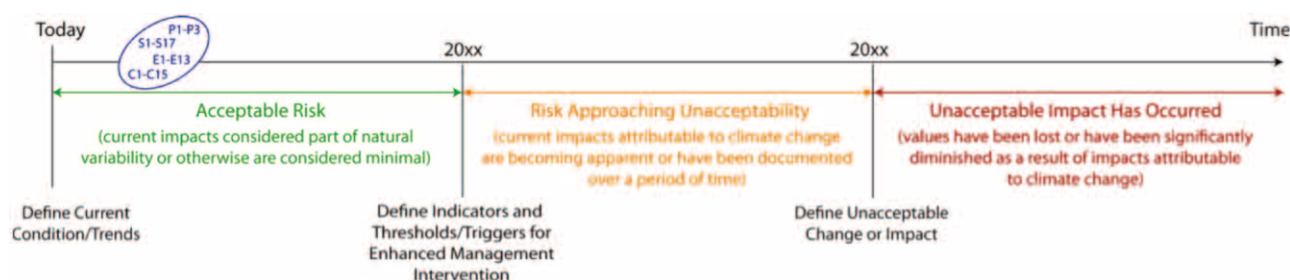 Today
P1-P3
S1-S17
E1-E13
C1-C15
20xx
20xx
Time
Acceptable Risk
(current impacts considered part of natural
variability or otherwise are considered minimal)
Risk Approaching Unacceptability
(current impacts attributable to climate change
are becoming apparent or have been documented
over a period of time)
Unacceptable Impact Has Occurred
(values have been lost or have been significantly
diminished as a result of impacts attributable
to climate change)
Define Current
Condition/Trends
Define Indicators and
Thresholds/Triggers for
Enhanced Management
Intervention
Define Unacceptable
Change or Impact